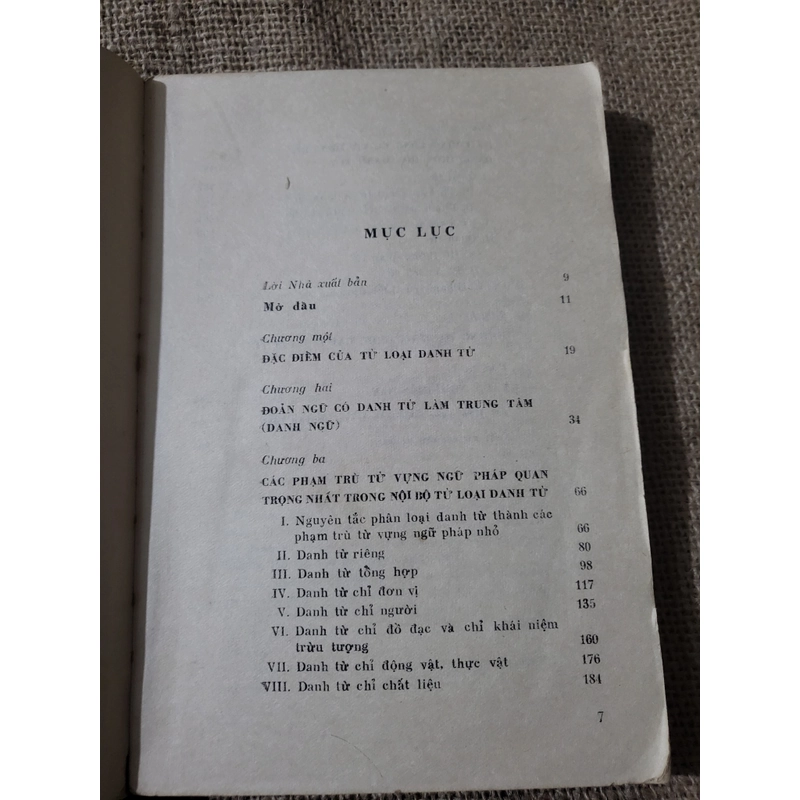 MỤC LỤC
Lời Nhà xuất bản 9
Mở đầu 11
Chương một
ĐẶC ĐIỂM CỦA TỪ LOẠI DANH TỪ 19
Chương hai
ĐOẢN NGỮ CÓ DANH TỪ LÀM TRUNG TÂM
(DANH NGỮ) 34
Chương ba
CÁC PHẠM TRÙ TỪ VỰNG NGỮ PHÁP QUAN
TRỌNG NHẤT TRONG NỘI BỘ TỪ LOẠI DANH TỪ 66
I. Nguyên tắc phân loại danh từ thành các
phạm trù từ vựng ngữ pháp nhỏ 66
II. Danh từ riêng 80
III. Danh từ tổng hợp 98
IV. Danh từ chỉ đơn vị 117
V. Danh từ chỉ người 135
VI. Danh từ chỉ đồ đạc và chỉ khái niệm
trừu tượng 160
VII. Danh từ chỉ động vật, thực vật 176
VIII. Danh từ chỉ chất liệu 184
7